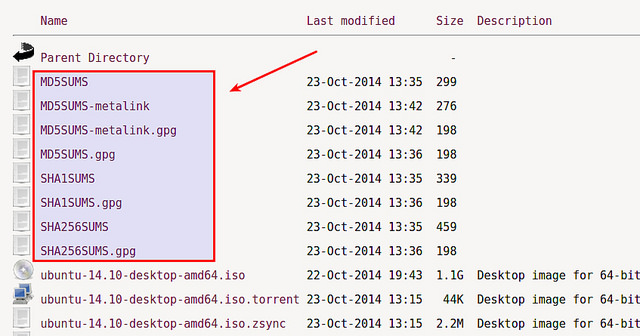 Name Last modified Size Description
Parent Directory -
MD5SUMS 23-Oct-2014 13:35 299
MD5SUMS-metalink 23-Oct-2014 13:42 276
MD5SUMS-metalink.gpg 23-Oct-2014 13:42 198
MD5SUMS.gpg 23-Oct-2014 13:36 198
SHA1SUMS 23-Oct-2014 13:35 339
SHA1SUMS.gpg 23-Oct-2014 13:36 198
SHA256SUMS 23-Oct-2014 13:35 459
SHA256SUMS.gpg 23-Oct-2014 13:36 198
ubuntu-14.10-desktop-amd64.iso 22-Oct-2014 19:43 1.1G Desktop image for 64-bit
ubuntu-14.10-desktop-amd64.iso.torrent 23-Oct-2014 13:15 44K Desktop image for 64-bit
ubuntu-14.10-desktop-amd64.iso.zsync 23-Oct-2014 13:15 2.2M Desktop image for 64-bit